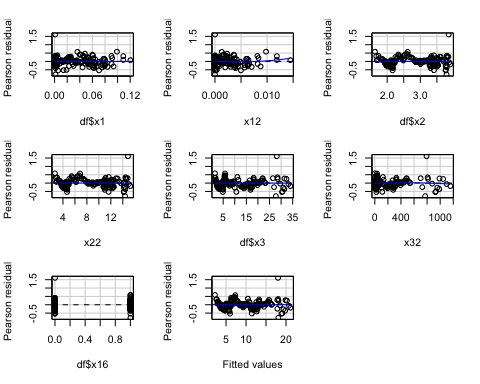 Pearson residual
1.5
-0.5
0.00 0.06 0.12
df$x1
Pearson residual
1.5
-0.5
0.000 0.010
x12
Pearson residual
1.5
-0.5
2.0 3.0
df$x2
Pearson residual
1.5
-0.5
4 8 12
x22
Pearson residual
1.5
-0.5
5 15 25 35
df$x3
Pearson residual
1.5
-0.5
0 400 1000
x32
Pearson residual
1.5
-0.5
0.0 0.4 0.8
df$x16
Pearson residual
1.5
-0.5
5 10 20
Fitted values